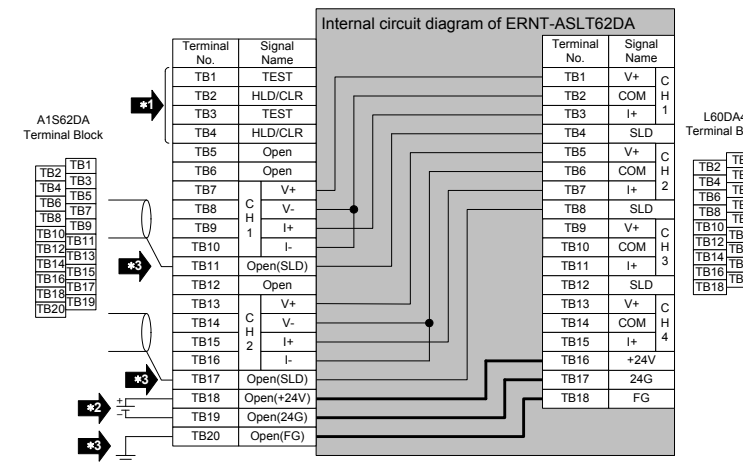 Internal circuit diagram of ERNT-ASLT62DA
Terminal No. Signal Name
TB1 TEST
TB2 HLD/CLR
TB3 TEST
TB4 HLD/CLR
TB5 Open
TB6 Open
TB7 V+
TB8 V-
TB9 I+
TB10 I-
CH1
TB11 Open(SLD)
TB12 Open
TB13 V+
TB14 V-
TB15 I+
TB16 I-
CH2
TB17 Open(SLD)
TB18 Open(+24V)
TB19 Open(24G)
TB20 Open(FG)
Terminal No. Signal Name
TB1 V+
TB2 COM
TB3 I+
CH1
TB4 SLD
TB5 V+
TB6 COM
TB7 I+
CH2
TB8 SLD
TB9 V+
TB10 COM
TB11 I+
CH3
TB12 SLD
TB13 V+
TB14 COM
TB15 I+
CH4
TB16 +24V
TB17 24G
TB18 FG
A1S62DA
Terminal Block
TB1
TB2
TB3
TB4
TB5
TB6
TB7
TB8
TB9
TB10
TB11
TB12
TB13
TB14
TB15
TB16
TB17
TB18
TB19
TB20
*1
*3
*3
*2
+
−
*3
L60DA4
Terminal B
TB2
TB4
TB6
TB8
TB10
TB12
TB14
TB16
TB18